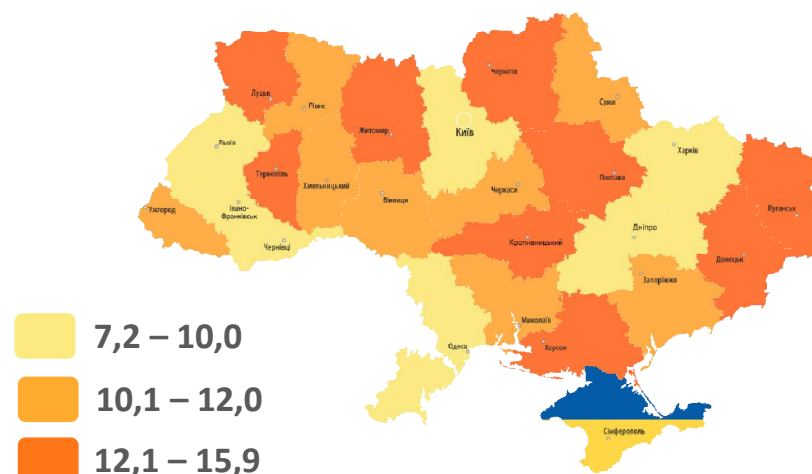 Чернігів
Луцьк
Рівне
Суми
Житомир
Київ
Львів
Харків
Тернопіль
Хмельницький
Полтава
Черкаси
Вінниця
Ужгород
Івано-
Франківськ
Луганськ
Дніпро
Чернівці
Кропивницький
Донецьк
Запоріжжя
Миколаїв
Одеса
Херсон
Сімферополь
7,2 – 10,0
10,1 – 12,0
12,1 – 15,9